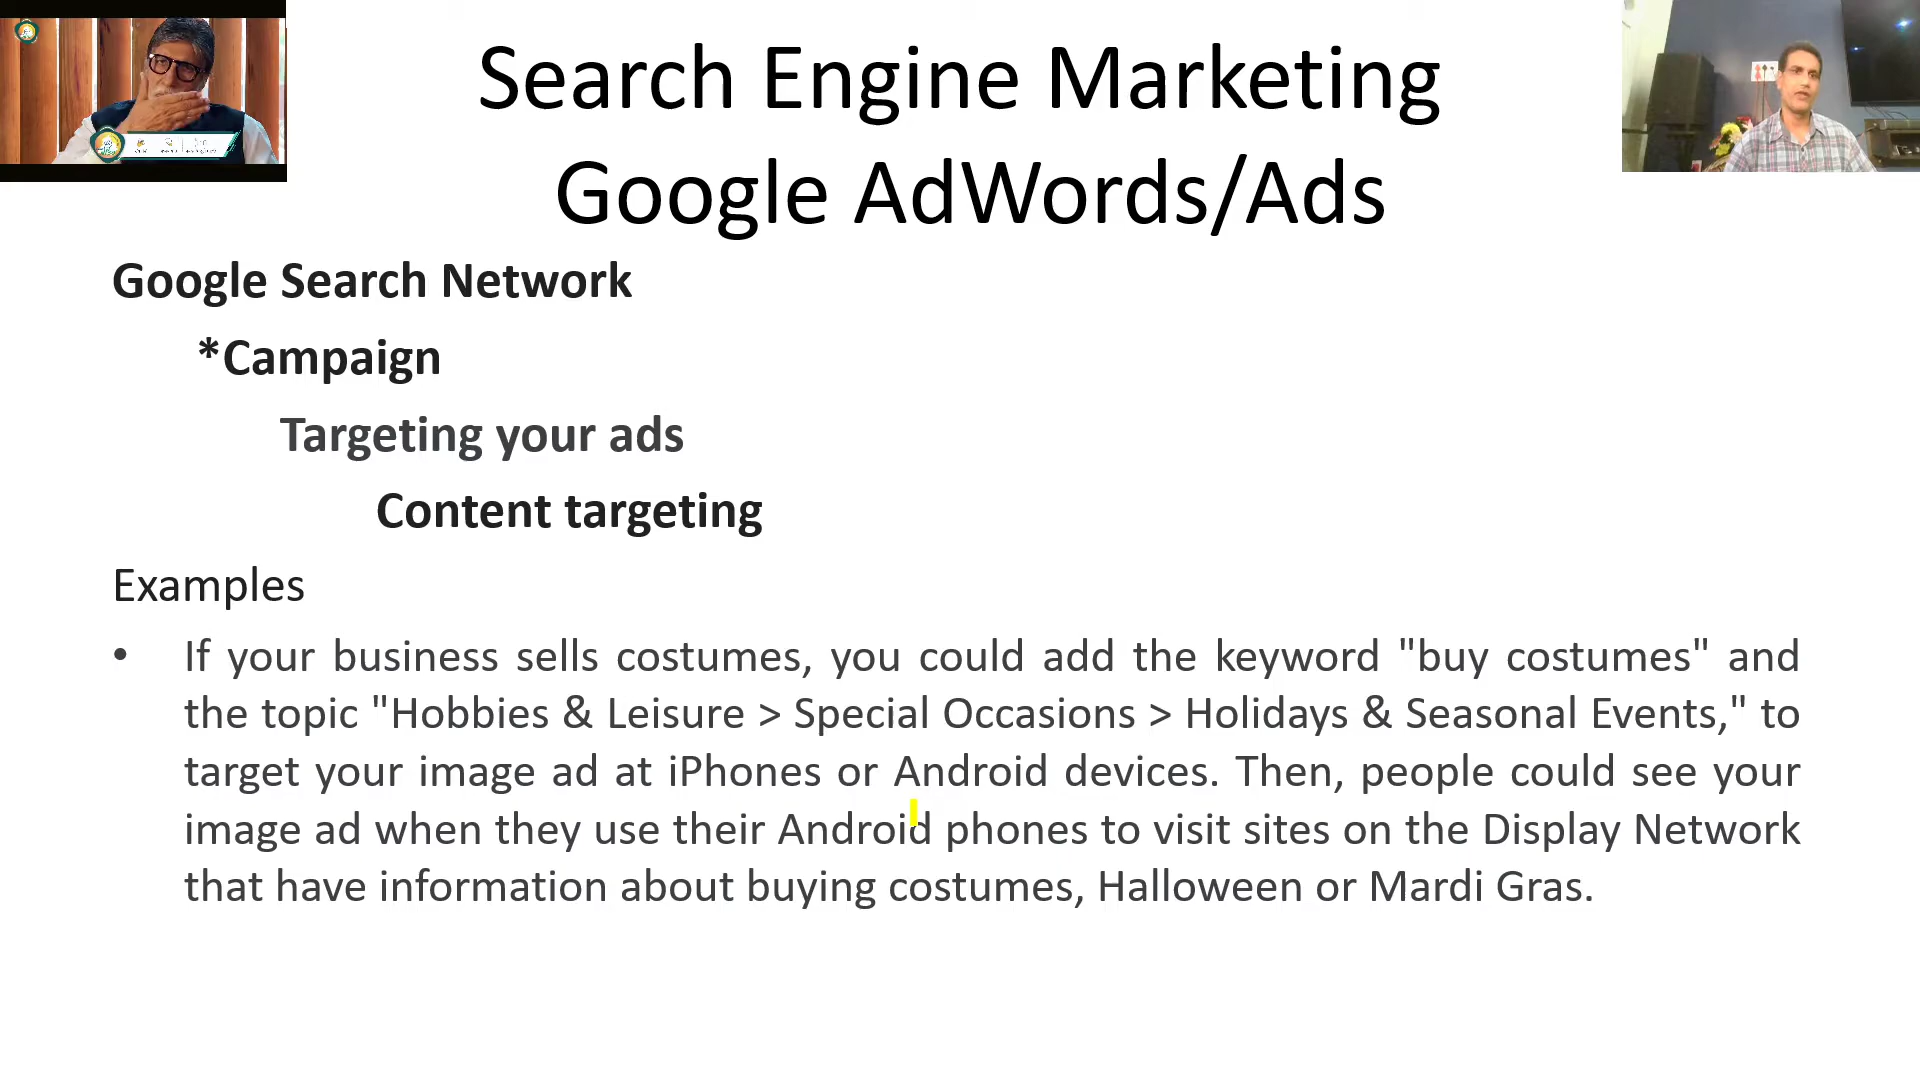 Search Engine Marketing
Google AdWords/Ads
Google Search Network
*Campaign
Targeting your ads
Content targeting
Examples
• If your business sells costumes, you could add the keyword "buy costumes" and
the topic "Hobbies & Leisure > Special Occasions > Holidays & Seasonal Events," to
target your image ad at iPhones or Android devices. Then, people could see your
image ad when they use their Android phones to visit sites on the Display Network
that have information about buying costumes, Halloween or Mardi Gras.